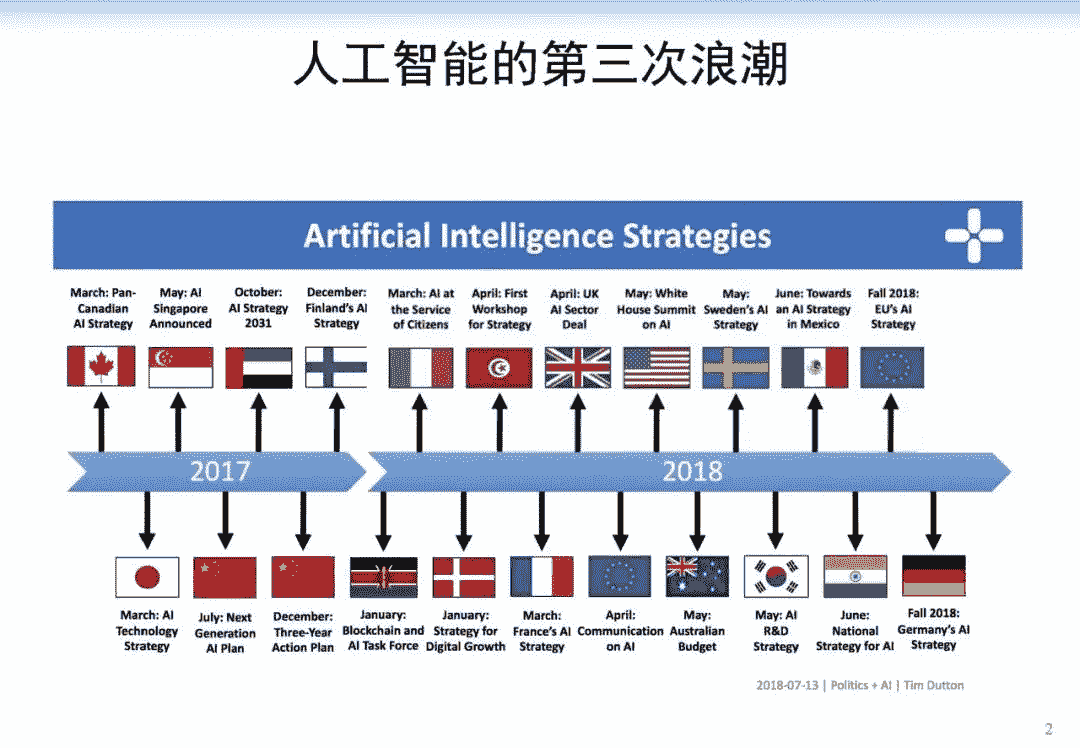 人工智能的第三次浪潮
Artificial Intelligence Strategies
March: Pan-
Canadian
AI Strategy
May: AI
Singapore
Announced
October:
AI Strategy
2031
December:
Finland's AI
Strategy
March: AI at
the Service
of Citizens
April: First
Workshop
for Strategy
April: UK
AI Sector
Deal
May: White
House Summit
on AI
May:
Sweden's AI
Strategy
June: Towards
an AI Strategy
in Mexico
Fall 2018:
EU's AI
Strategy
2017
2018
March: AI
Technology
Strategy
July: Next
Generation
AI Plan
December:
Three-Year
Action Plan
January:
Blockchain and
AI Task Force
January:
Strategy for
Digital Growth
March:
France's AI
Strategy
April:
Communication
on AI
May:
Australian
Budget
May: AI
R&D
Strategy
June:
National
Strategy for AI
Fall 2018:
Germany's AI
Strategy
2018-07-13 | Politics + AI | Tim Dutton
2